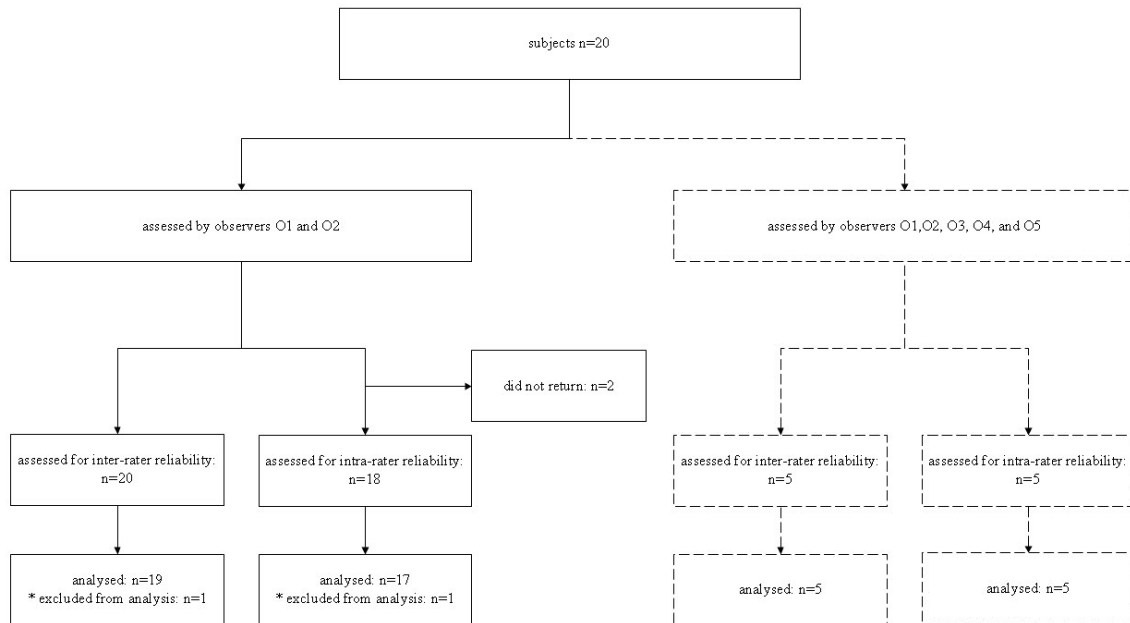 subjects n=20
assessed by observers O1 and O2
assessed by observers O1,O2, O3, O4, and O5
did not return: n=2
assessed for inter-rater reliability:
n=20
assessed for intra-rater reliability:
n=18
assessed for inter-rater reliability:
n=5
assessed for intra-rater reliability:
n=5
analysed: n=19
* excluded from analysis: n=1
analysed: n=17
* excluded from analysis: n=1
analysed: n=5
analysed: n=5